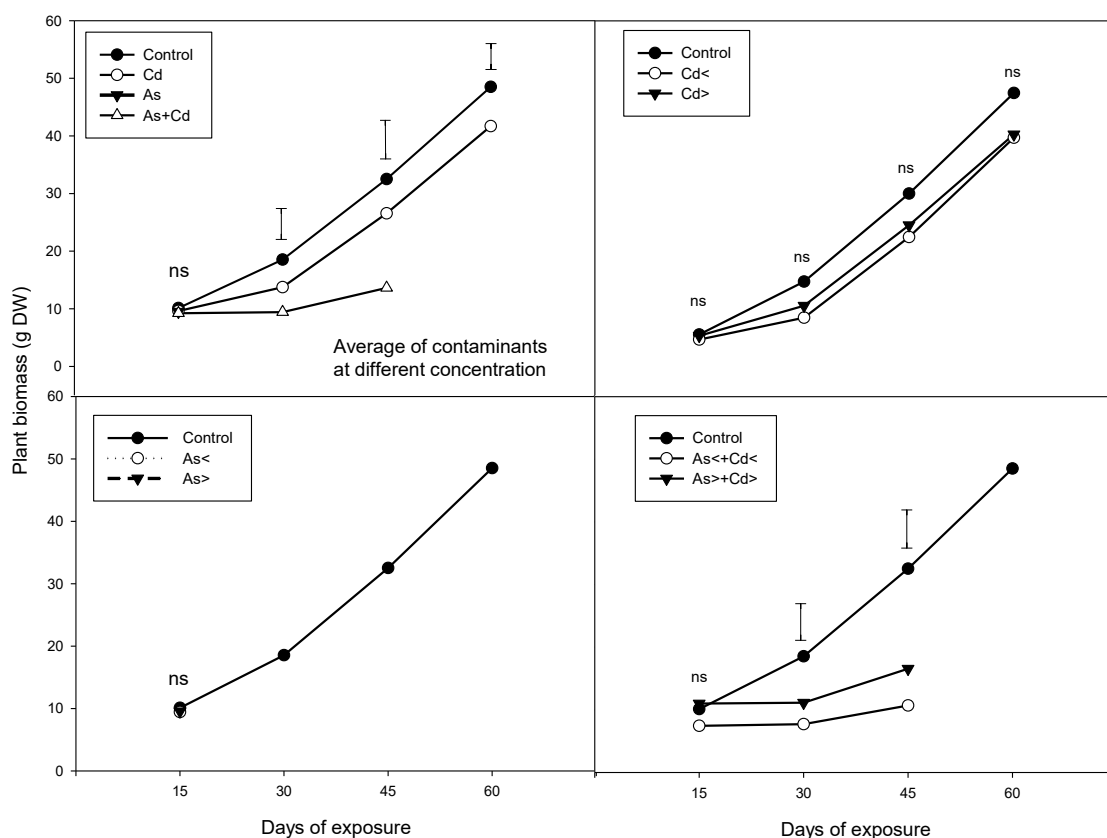 Plant biomass (g DW)
60
50
40
30
20
10
0
Control
Cd
As
As+Cd
ns
Average of contaminants
at different concentration
Control
Cd<
Cd>
ns
ns
ns
ns
60
50
40
30
20
10
0
Control
As<
As>
ns
15
30
45
60
Days of exposure
Control
As<+Cd<
As>+Cd>
ns
15
30
45
60
Days of exposure